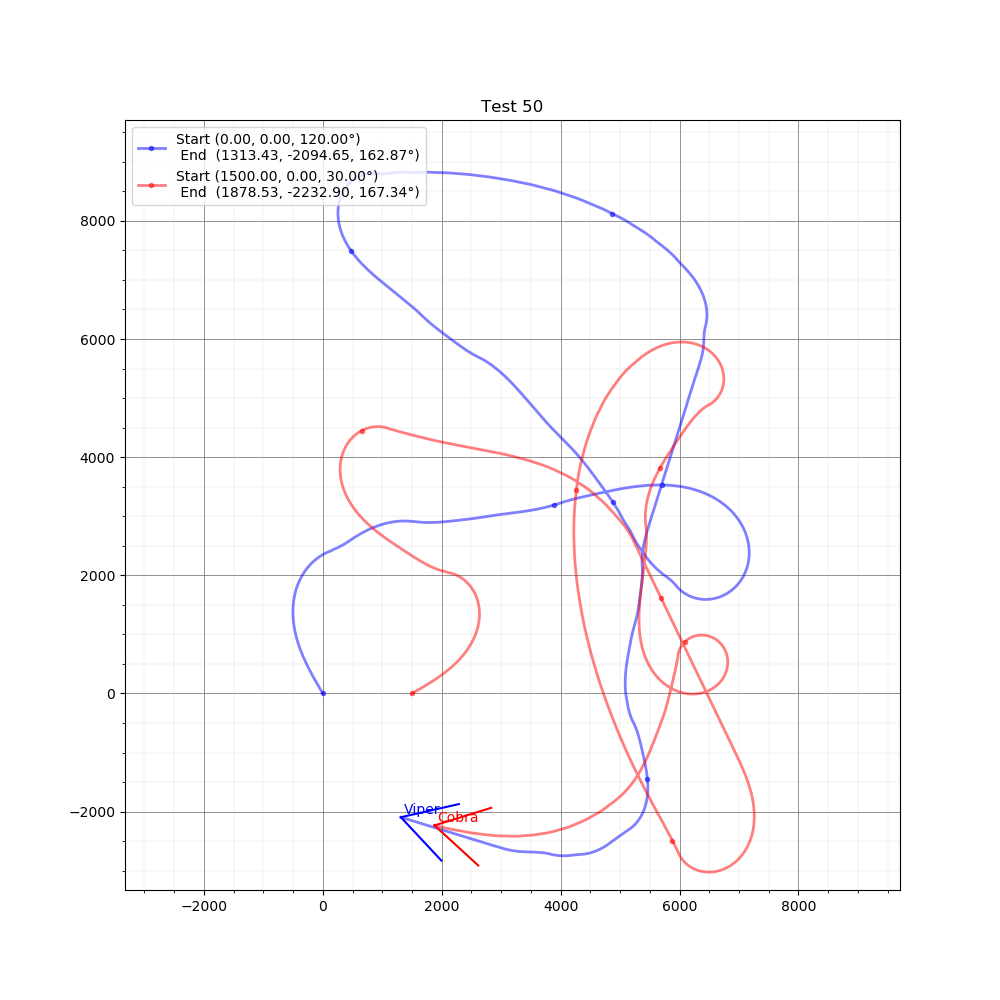 Test 50
Start (0.00, 0.00, 120.00°)
End (1313.43, -2094.65, 162.87°)
Start (1500.00, 0.00, 30.00°)
End (1878.53, -2232.90, 167.34°)
8000
6000
4000
2000
0
−2000
Viper
Cobra
−2000
0
2000
4000
6000
8000